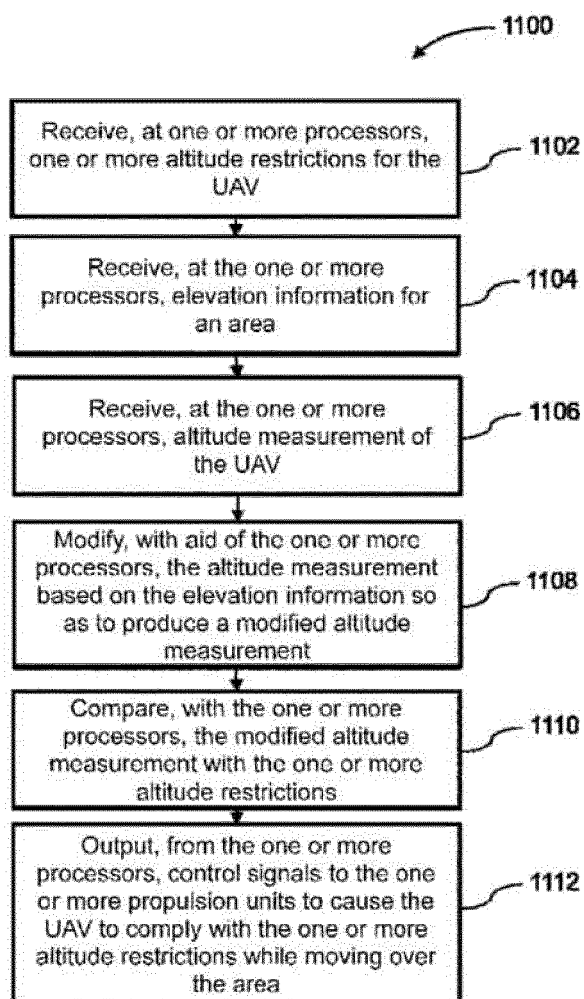 1100
Receive, at one or more processors,
one or more altitude restrictions for the
UAV
1102
Receive, at the one or more
processors, elevation information for
an area
1104
Receive, at the one or more
processors, altitude measurement of
the UAV
1106
Modify, with aid of the one or more
processors, the altitude measurement
based on the elevation information so
as to produce a modified altitude
measurement
1108
Compare, with the one or more
processors, the modified altitude
measurement with the one or more
altitude restrictions
1110
Output, from the one or more
processors, control signals to the one
or more propulsion units to cause the
UAV to comply with the one or more
altitude restrictions while moving over
the area
1112